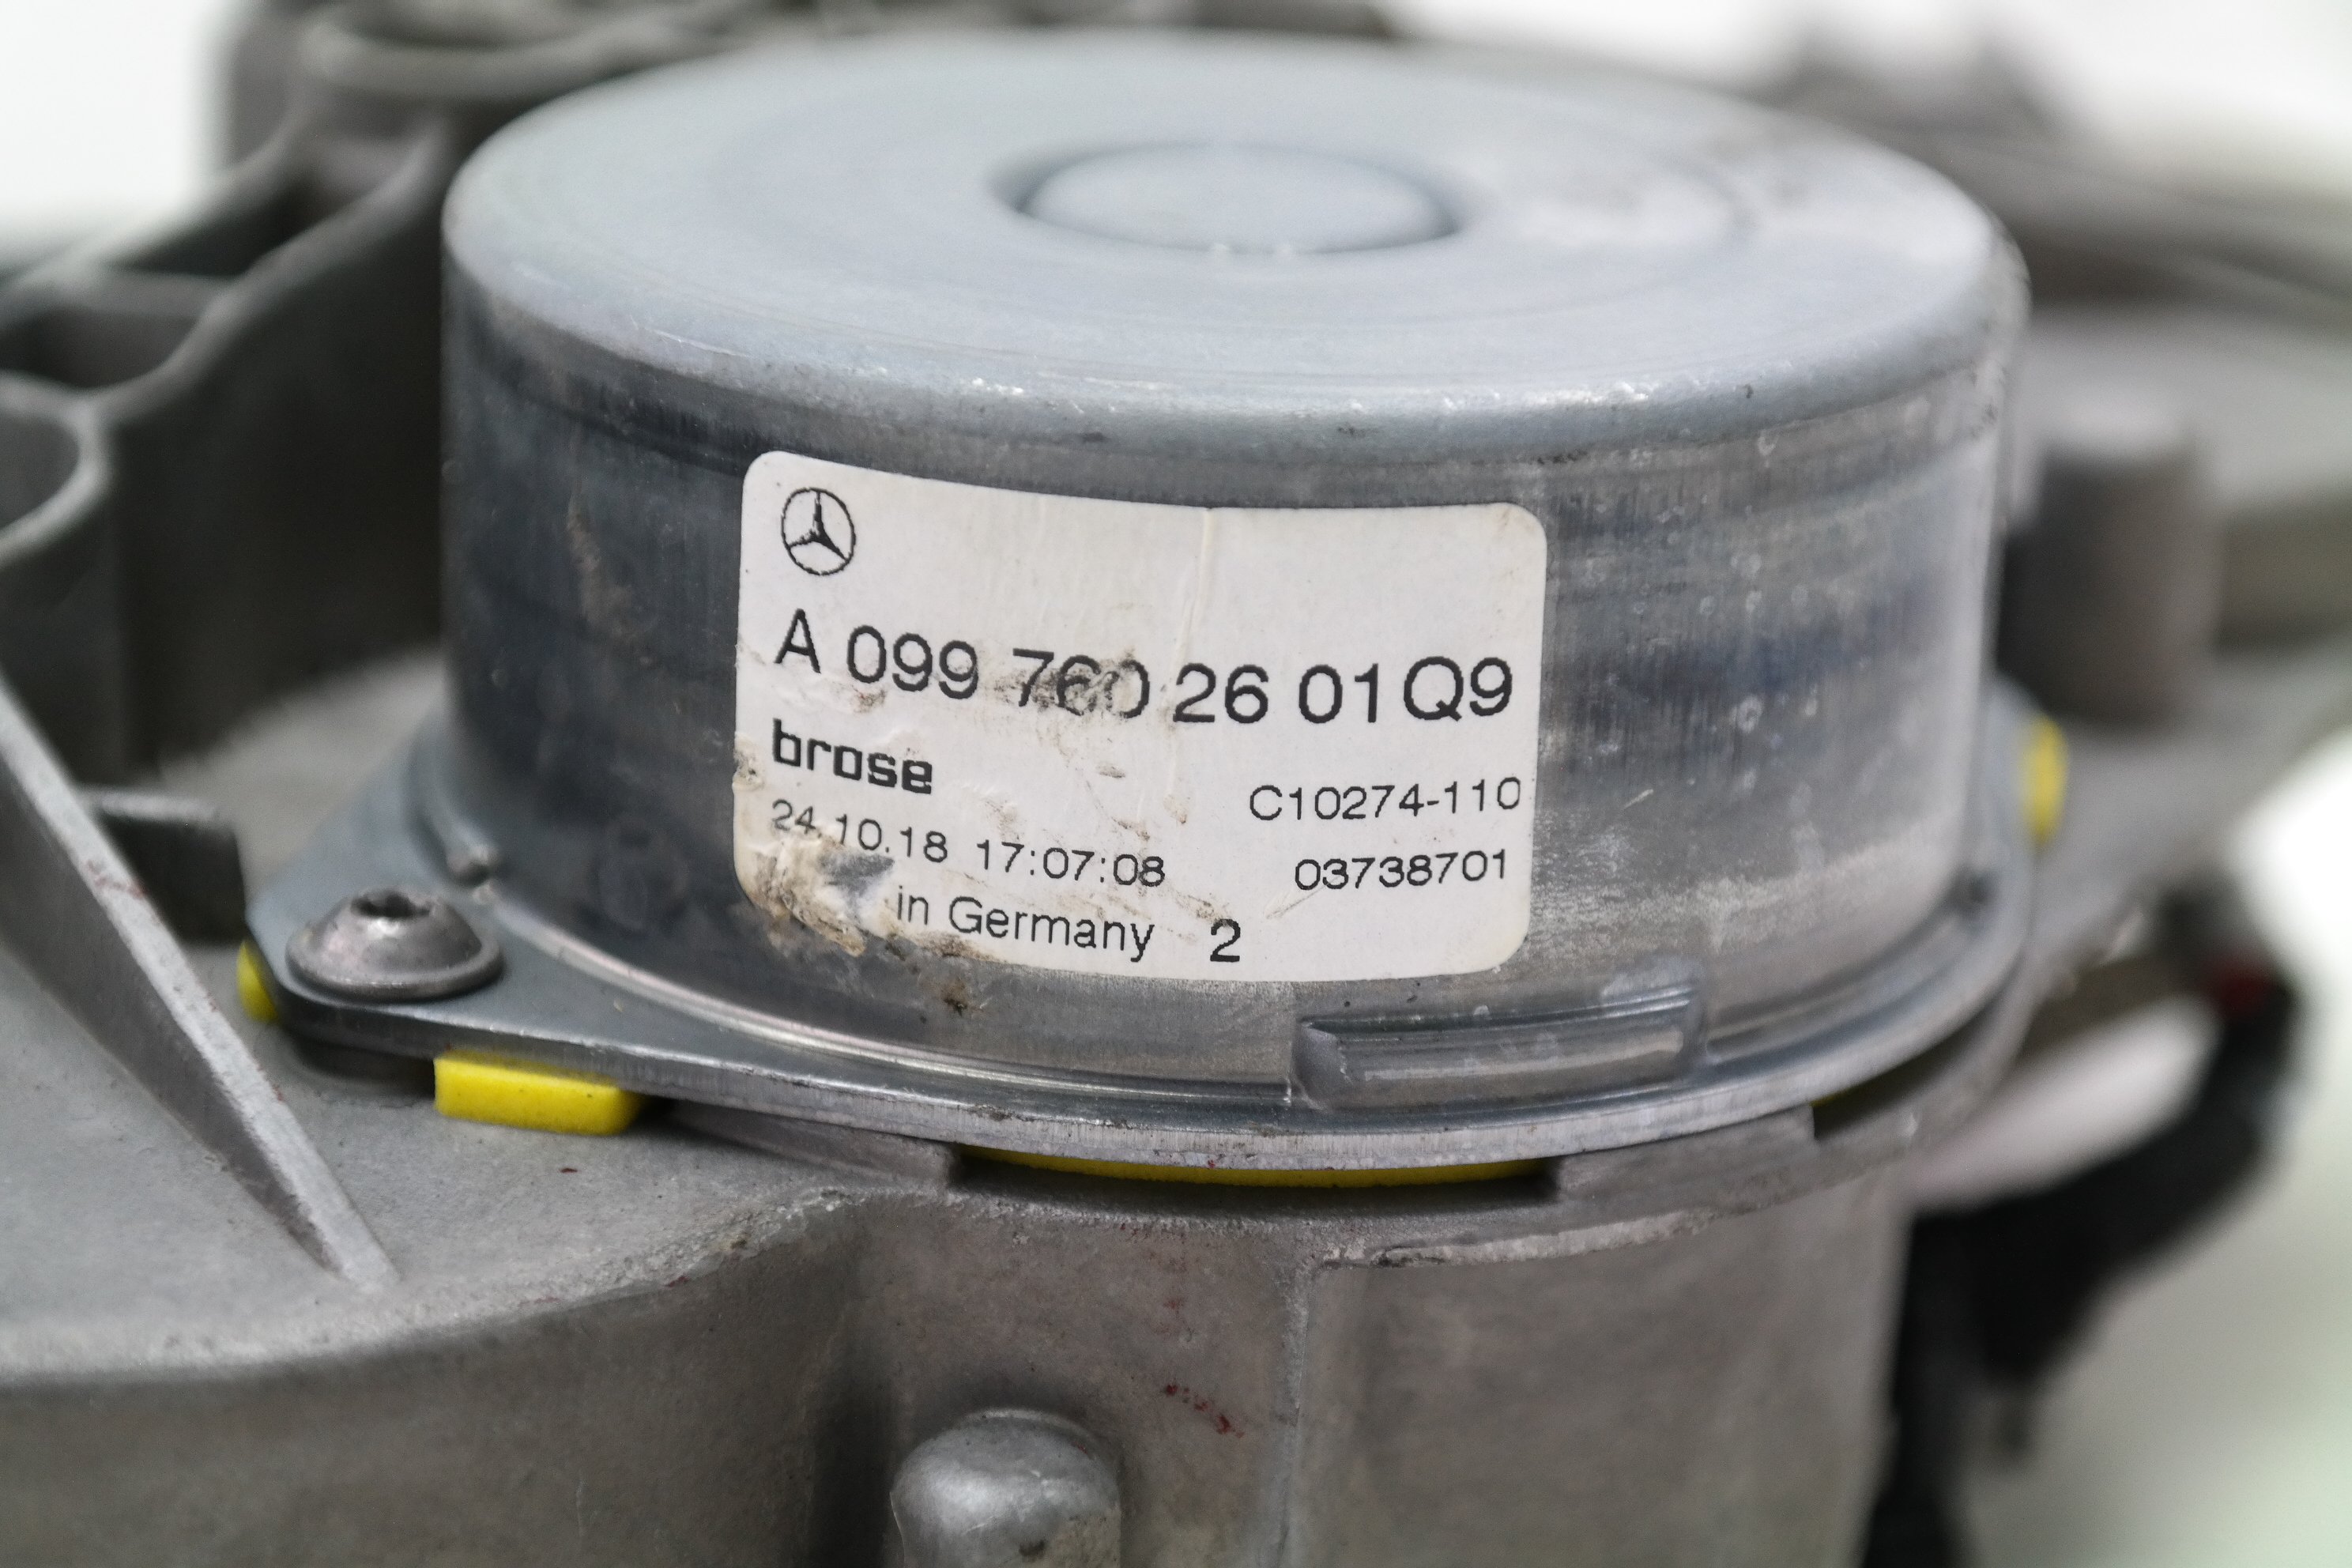 A 099 760 26 01 Q9
brose
C10274-110
24.10.18 17:07:08 03738701
in Germany 2